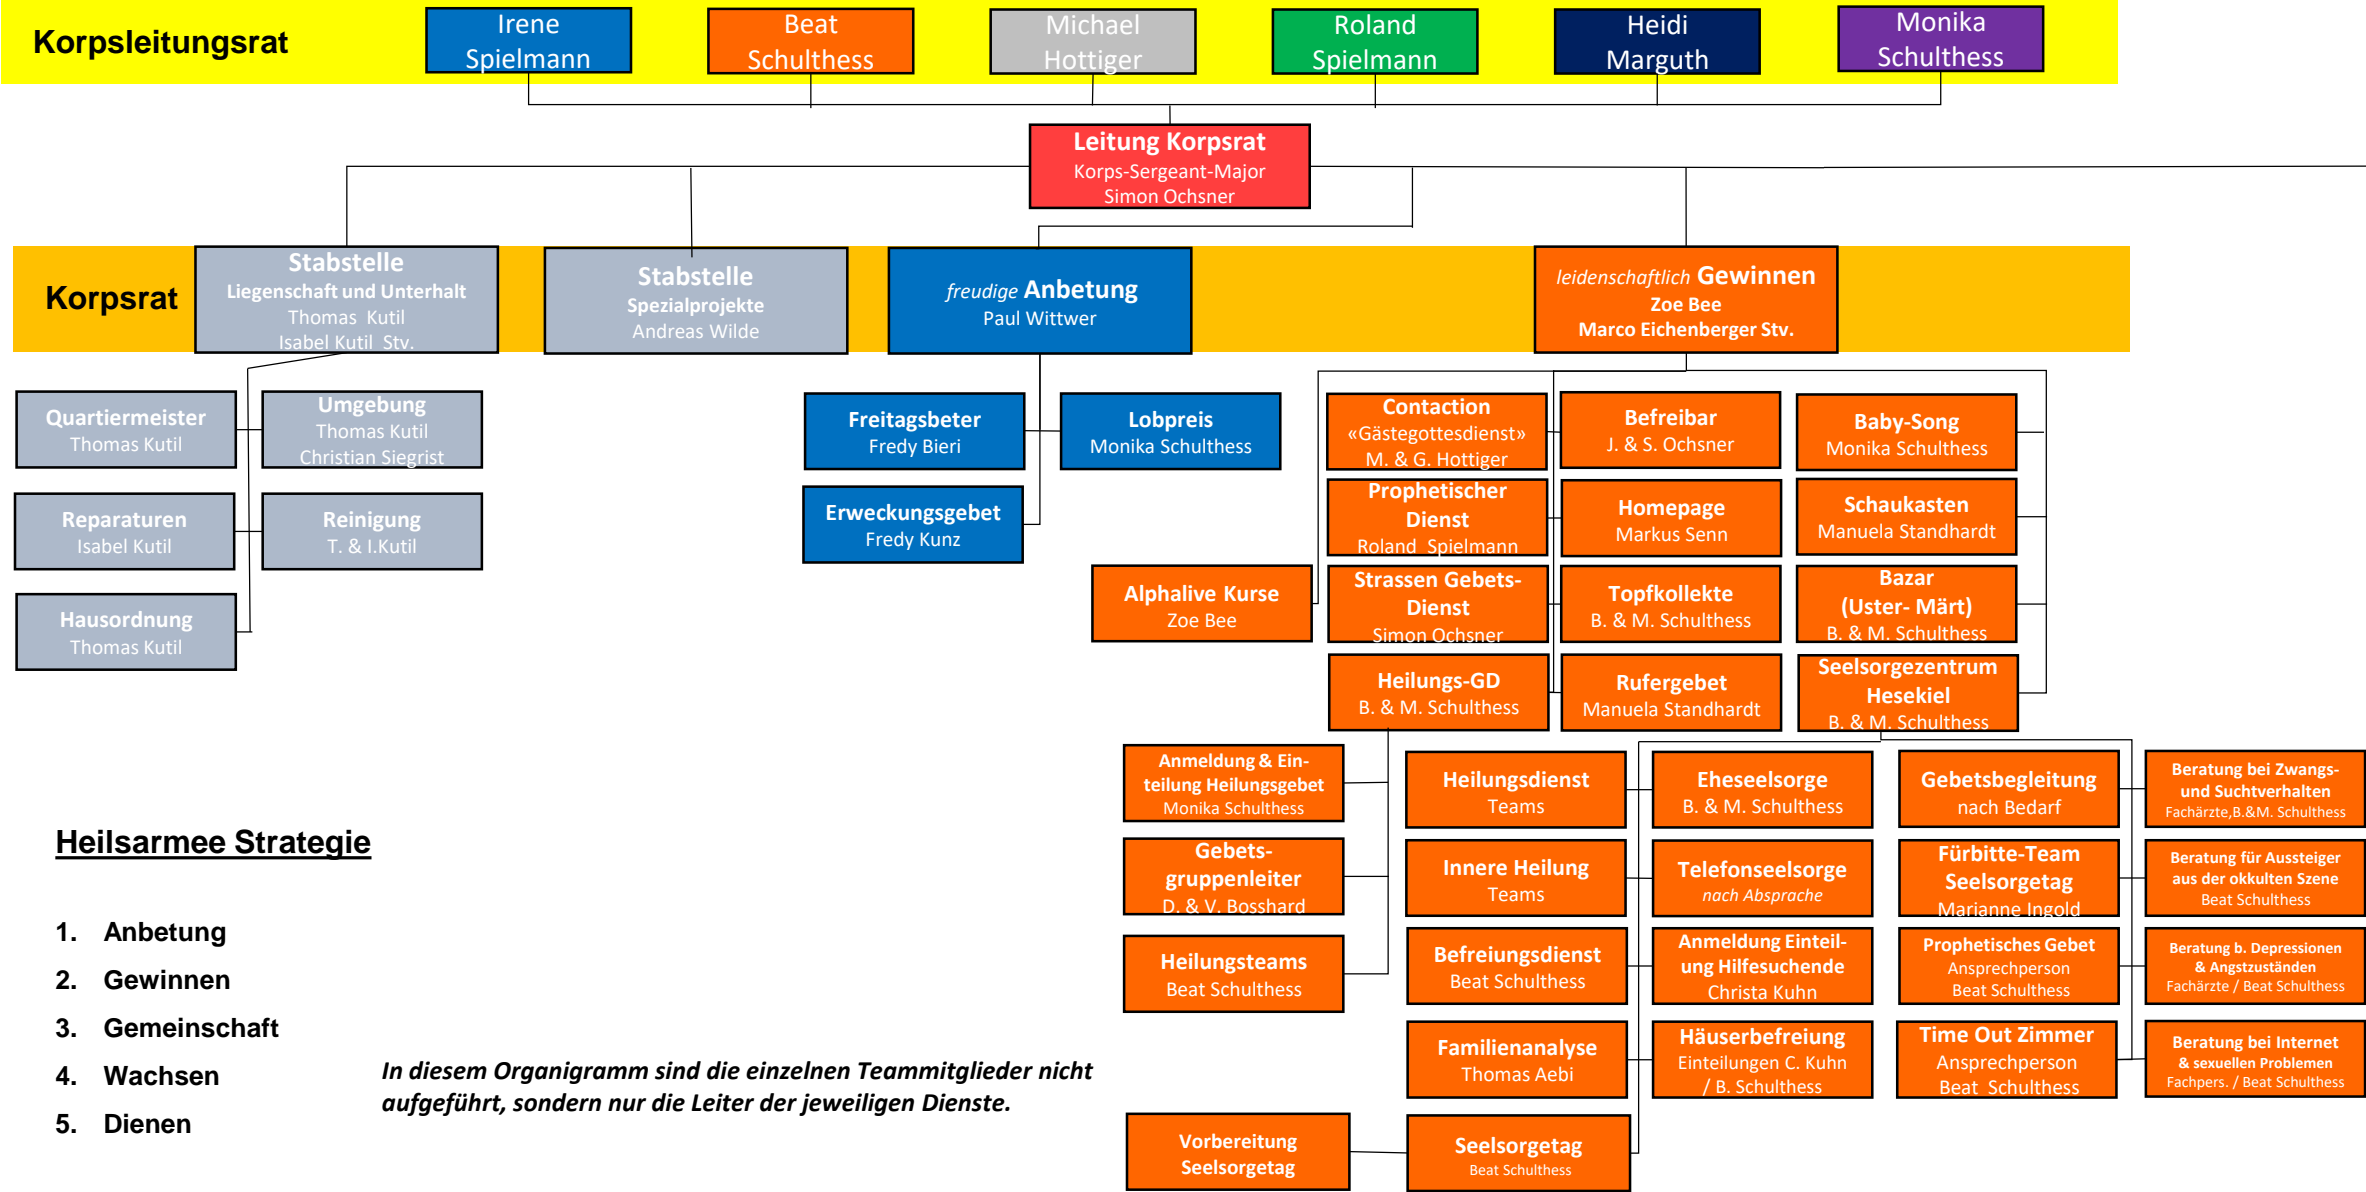 Korpsleitungsrat
Irene
Spielmann
Beat
Schulthess
Michael
Hottiger
Roland
Spielmann
Heidi
Marguth
Monika
Schulthess
Leitung Korpsrat
Korps-Sergeant-Major
Simon Ochsner
Korpsrat
Stabstelle
Liegenschaft und Unterhalt
Thomas Kutil
Isabel Kutil Stv.
Stabstelle
Spezialprojekte
Andreas Wilde
freudige Anbetung
Paul Wittwer
leidenschaftlich Gewinnen
Zoe Bee
Marco Eichenberger Stv.
Quartiermeister
Thomas Kutil
Umgebung
Thomas Kutil
Christian Siegrist
Reparaturen
Isabel Kutil
Reinigung
T. & I.Kutil
Hausordnung
Thomas Kutil
Freitagsbeter
Fredy Bieri
Lobpreis
Monika Schulthess
Erweckungsgebet
Fredy Kunz
Contaction
«Gästegottesdienst»
M. & G. Hottiger
Befreibar
J. & S. Ochsner
Baby-Song
Monika Schulthess
Prophetischer
Dienst
Roland Spielmann
Homepage
Markus Senn
Schaukasten
Manuela Standhardt
Alphalive Kurse
Zoe Bee
Strassen Gebets-
Dienst
Simon Ochsner
Topfkollekte
B. & M. Schulthess
Bazar
(Uster- Märt)
B. & M. Schulthess
Heilungs-GD
B. & M. Schulthess
Rufergebet
Manuela Standhardt
Seelsorgezentrum
Hesekiel
B. & M. Schulthess
Anmeldung & Ein-
teilung Heilungsgebet
Monika Schulthess
Heilungsdienst
Teams
Eheseelsorge
B. & M. Schulthess
Gebetsbegleitung
nach Bedarf
Beratung bei Zwangs-
und Suchtverhalten
Fachärzte,B.&M. Schulthess
Gebets-
gruppenleiter
D. & V. Bosshard
Innere Heilung
Teams
Telefonseelsorge
nach Absprache
Fürbitte-Team
Seelsorgetag
Marianne Ingold
Beratung für Aussteiger
aus der okkulten Szene
Beat Schulthess
Heilungsteams
Beat Schulthess
Befreiungsdienst
Beat Schulthess
Anmeldung Einteil-
ung Hilfesuchende
Christa Kuhn
Prophetisches Gebet
Ansprechperson
Beat Schulthess
Beratung b. Depressionen
& Angstzuständen
Fachärzte / Beat Schulthess
Familienanalyse
Thomas Aebi
Häuserbefreiung
Einteilungen C. Kuhn
/ B. Schulthess
Time Out Zimmer
Ansprechperson
Beat Schulthess
Beratung bei Internet
& sexuellen Problemen
Fachpers. / Beat Schulthess
Vorbereitung
Seelsorgetag
Seelsorgetag
Beat Schulthess
Heilsarmee Strategie
1. Anbetung
2. Gewinnen
3. Gemeinschaft
4. Wachsen
5. Dienen
In diesem Organigramm sind die einzelnen Teammitglieder nicht
aufgeführt, sondern nur die Leiter der jeweiligen Dienste.